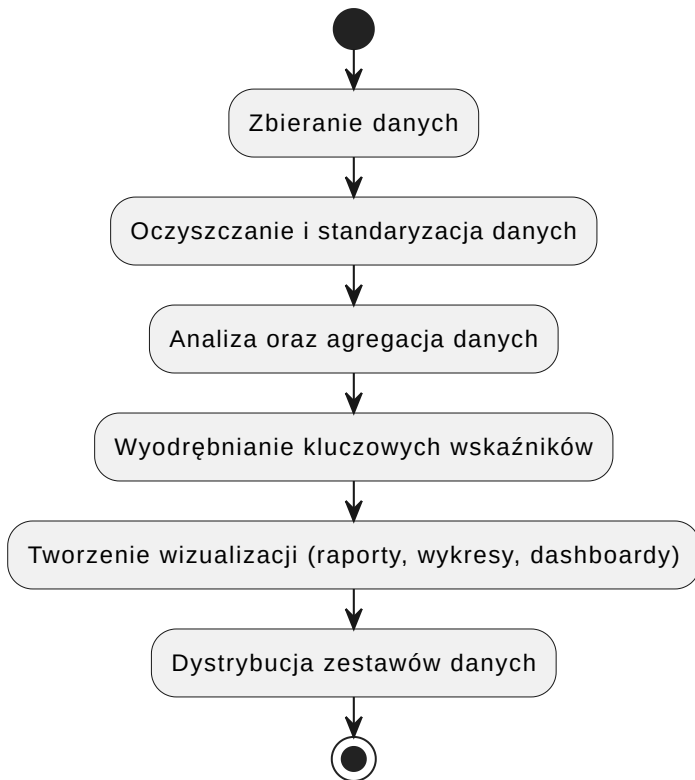 Zbieranie danych
Oczyszczanie i standaryzacja danych
Analiza oraz agregacja danych
Wyodrębnianie kluczowych wskaźników
Tworzenie wizualizacji (raporty, wykresy, dashboardy)
Dystrybucja zestawów danych